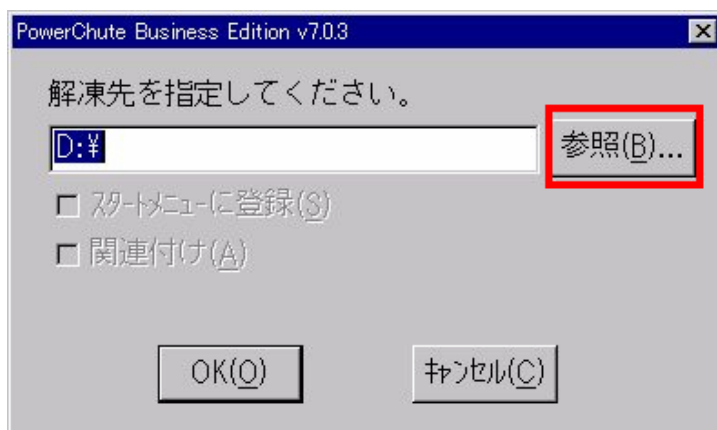 PowerChute Business Edition v7.0.3
解凍先を指定してください。
D:¥
参照(B)...
スタートメニューに登録(S)
関連付け(A)
OK(O)
キャンセル(C)